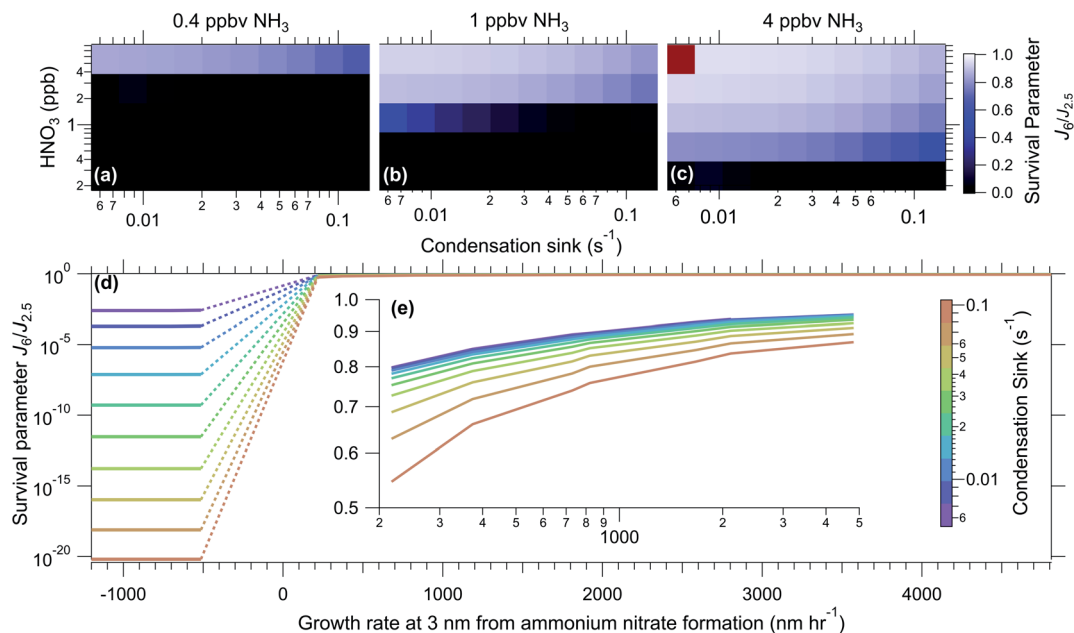 0.4 ppbv NH3
1 ppbv NH3
4 ppbv NH3
HNO3 (ppb)
4
2
1
4
2
(a)
(b)
(c)
6 7 2 3 4 5 6 7
0.01 0.1
6 7 2 3 4 5 6 7
0.01 0.1
6 2 3 4 5 6
0.01 0.1
Condensation sink (s-1)
1.0
0.8
0.6
0.4
0.2
0.0
Survival Parameter
J6/J2.5
Survival parameter J6/J2.5
10^0
10^-5
10^-10
10^-15
10^-20
(d)
(e)
1.0
0.9
0.8
0.7
0.6
0.5
2 3 4 5 6 7 8 9 2 3 4 5
1000
0.1
6
5
4
2
0.01
6
Condensation Sink (s-1)
-1000 0 1000 2000 3000 4000
Growth rate at 3 nm from ammonium nitrate formation (nm hr-1)